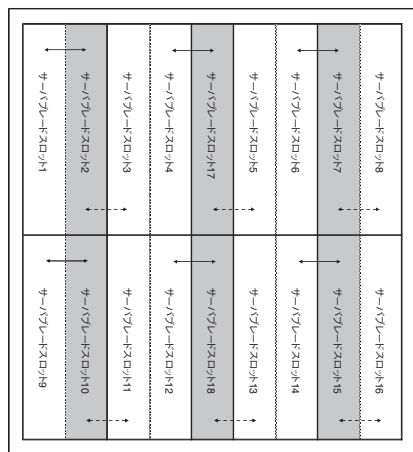 サーバブレードスロット1
サーバブレードスロット2
サーバブレードスロット3
サーバブレードスロット4
サーバブレードスロット17
サーバブレードスロット5
サーバブレードスロット6
サーバブレードスロット7
サーバブレードスロット8
サーバブレードスロット9
サーバブレードスロット10
サーバブレードスロット11
サーバブレードスロット12
サーバブレードスロット18
サーバブレードスロット13
サーバブレードスロット14
サーバブレードスロット15
サーバブレードスロット16